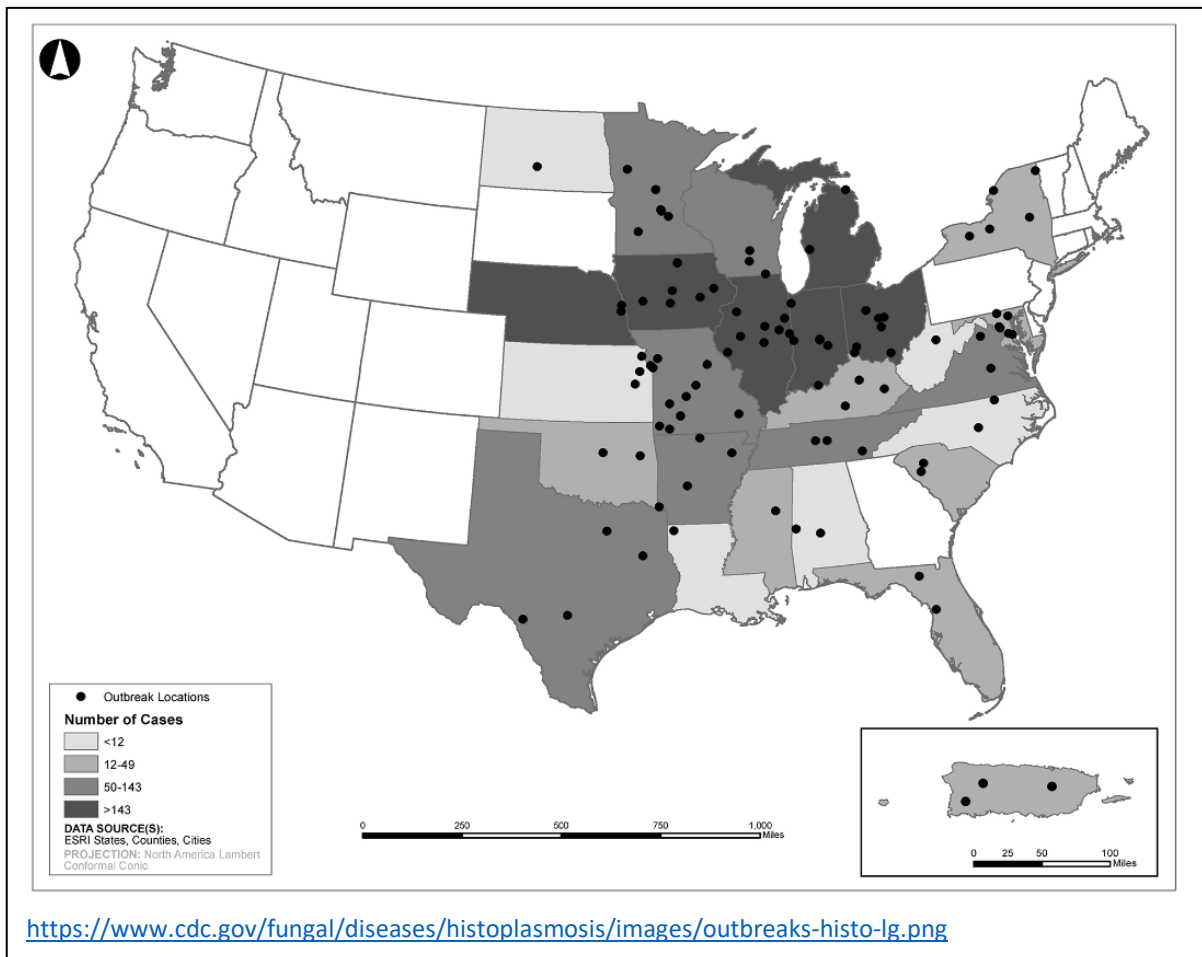 Outbreak Locations
Number of Cases
<12
12-49
50-143
>143
DATA SOURCE(S):
ESRI States, Counties, Cities
PROJECTION: North America Lambert
Conformal Conic
0 250 500 750 1,000
Miles
0 25 50 100
Miles
https://www.cdc.gov/fungal/diseases/histoplasmosis/images/outbreaks-histo-lg.png